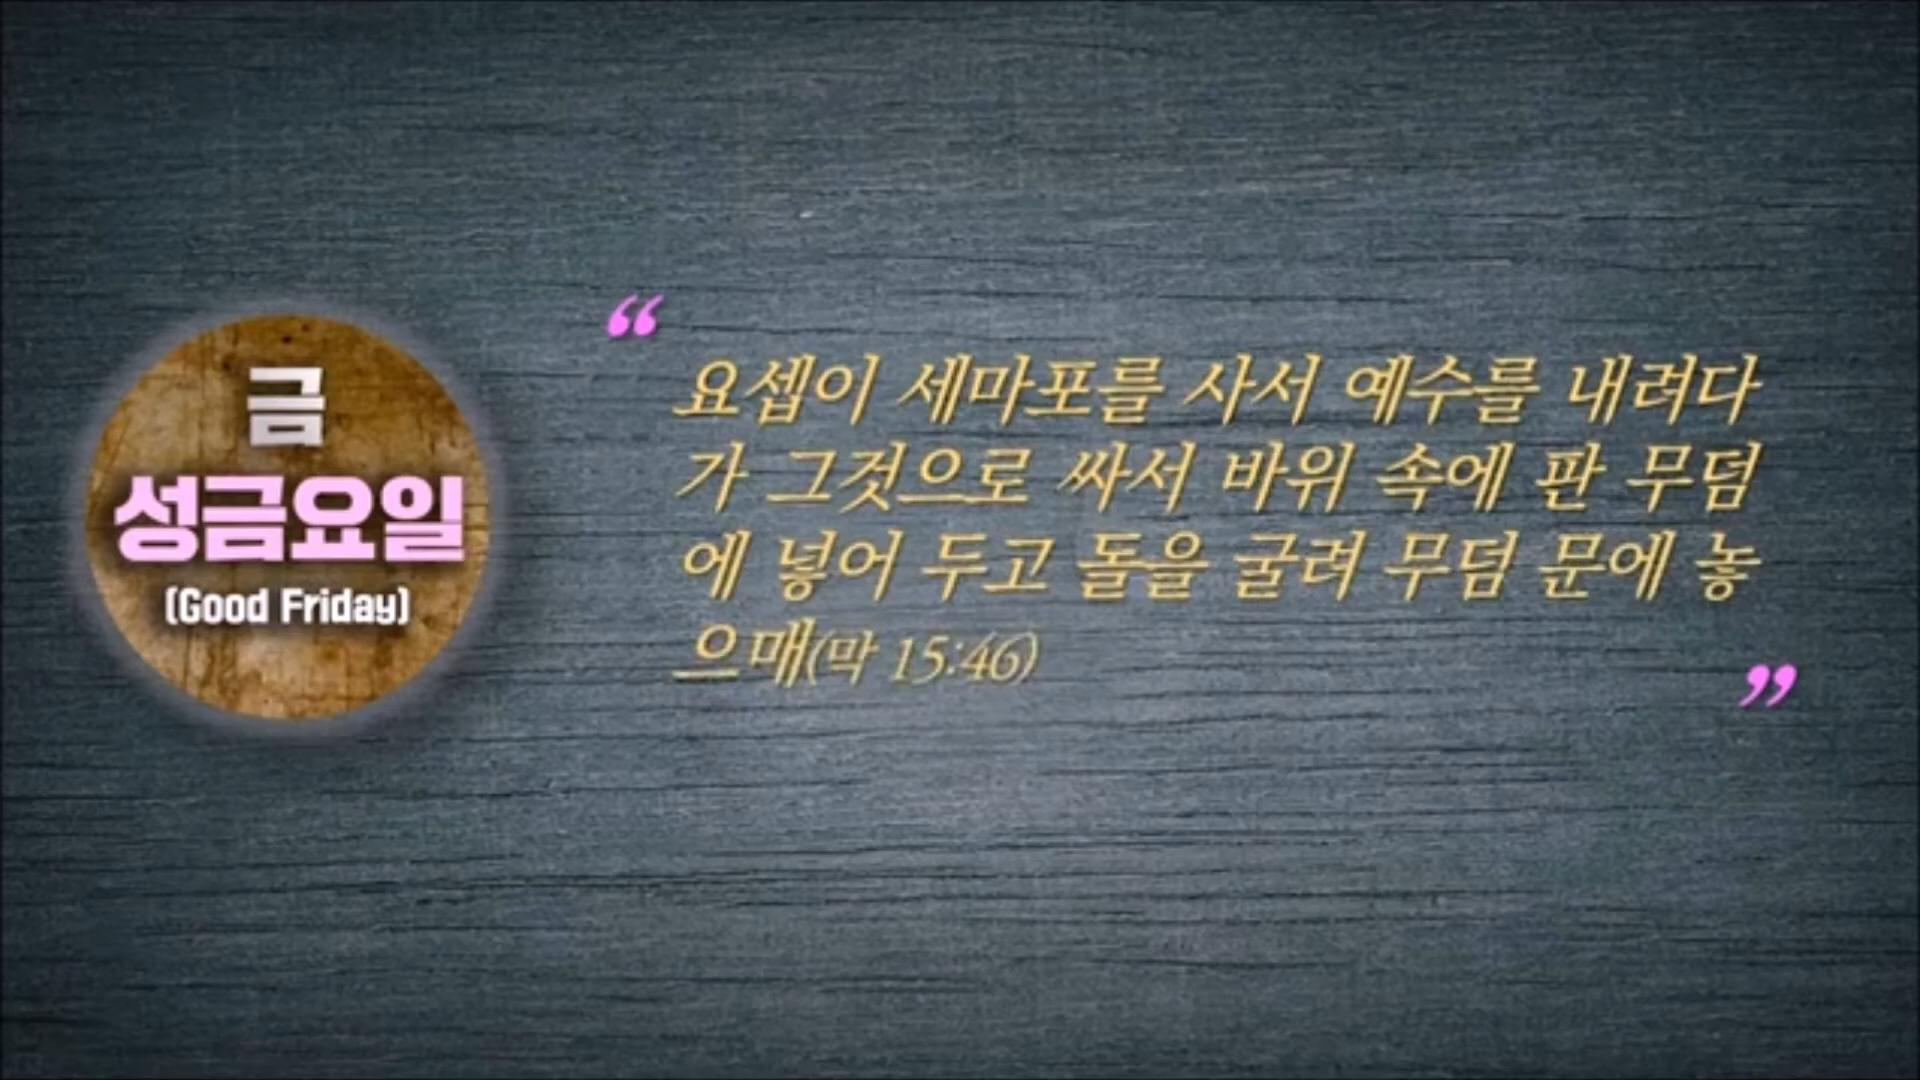 금
성금요일
(Good Friday)
“
요셉이 세마포를 사서 예수를 내려다
가 그것으로 싸서 바위 속에 판 무덤
에 넣어 두고 돌을 굴려 무덤 문에 놓
으매(막 15:46)
”